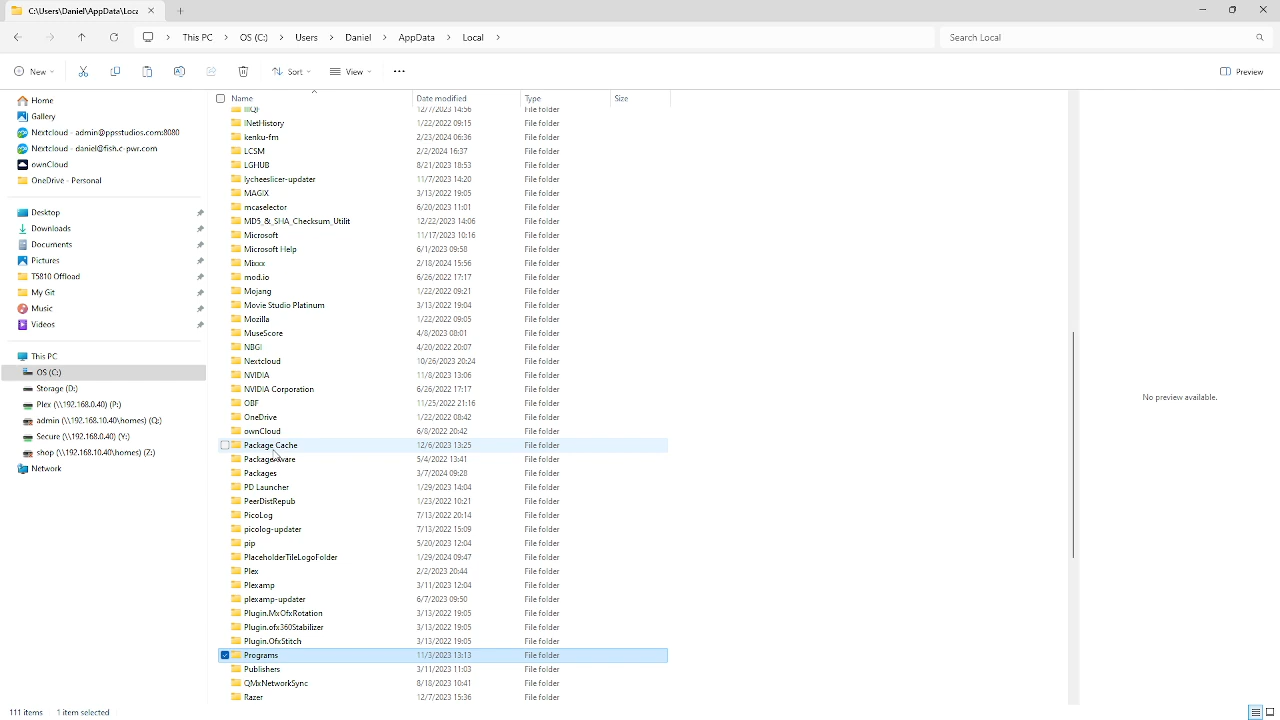 C:\Users\Daniel\AppData\Loca
This PC > OS (C:) > Users > Daniel > AppData > Local >
Search Local
New
Sort
View
Preview
Name Date modified Type Size
Home
Gallery
Nextcloud - admin@ppstudios.com:8080
Nextcloud - daniel@fish.c-pwr.com
ownCloud
OneDrive - Personal
Desktop
Downloads
Documents
Pictures
T5810 Offload
My Git
Music
Videos
This PC
OS (C:)
Storage (D:)
Plex (\\192.168.0.40) (P:)
admin (\\192.168.10.40\homes) (Q:)
Secure (\\192.168.0.40) (Y:)
shop (\\192.168.10.40\homes) (Z:)
Network
12/7/2023 14:56 File folder
INetHistory 1/22/2022 09:15 File folder
kenku-fm 2/23/2024 06:36 File folder
LCSM 2/2/2024 16:37 File folder
LGHUB 8/21/2023 18:53 File folder
lycheeslicer-updater 11/7/2023 14:20 File folder
MAGIX 3/13/2022 19:05 File folder
mcaselector 6/20/2023 11:01 File folder
MD5_&_SHA_Checksum_Utilit 12/22/2023 14:06 File folder
Microsoft 11/17/2023 10:16 File folder
Microsoft Help 6/1/2023 09:58 File folder
Mixxx 2/18/2024 15:56 File folder
mod.io 6/26/2022 17:17 File folder
Mojang 1/22/2022 09:21 File folder
Movie Studio Platinum 3/13/2022 19:04 File folder
Mozilla 1/22/2022 09:05 File folder
MuseScore 4/8/2023 08:01 File folder
NBGI 4/20/2022 20:07 File folder
Nextcloud 10/26/2023 20:24 File folder
NVIDIA 11/8/2023 13:06 File folder
NVIDIA Corporation 6/26/2022 17:17 File folder
OBF 11/25/2022 21:16 File folder
OneDrive 1/22/2022 08:42 File folder
ownCloud 6/8/2022 20:42 File folder
Package Cache 12/6/2023 13:25 File folder
PackageAware 5/4/2022 13:41 File folder
Packages 3/7/2024 09:28 File folder
PD Launcher 1/29/2023 14:04 File folder
PeerDistRepub 1/23/2022 10:21 File folder
PicoLog 7/13/2022 20:14 File folder
picolog-updater 7/13/2022 15:09 File folder
pip 5/20/2023 12:04 File folder
PlaceholderTileLogoFolder 1/29/2024 09:47 File folder
Plex 2/2/2023 20:44 File folder
Plexamp 3/11/2023 12:04 File folder
plexamp-updater 6/7/2023 09:50 File folder
Plugin.MxOfxRotation 3/13/2022 19:05 File folder
Plugin.ofx360Stabilizer 3/13/2022 19:05 File folder
Plugin.OfxStitch 3/13/2022 19:05 File folder
Programs 11/3/2023 13:13 File folder
Publishers 3/11/2023 11:03 File folder
QMxNetworkSync 8/18/2023 10:41 File folder
Razer 12/7/2023 15:36 File folder
No preview available.
111 items 1 item selected